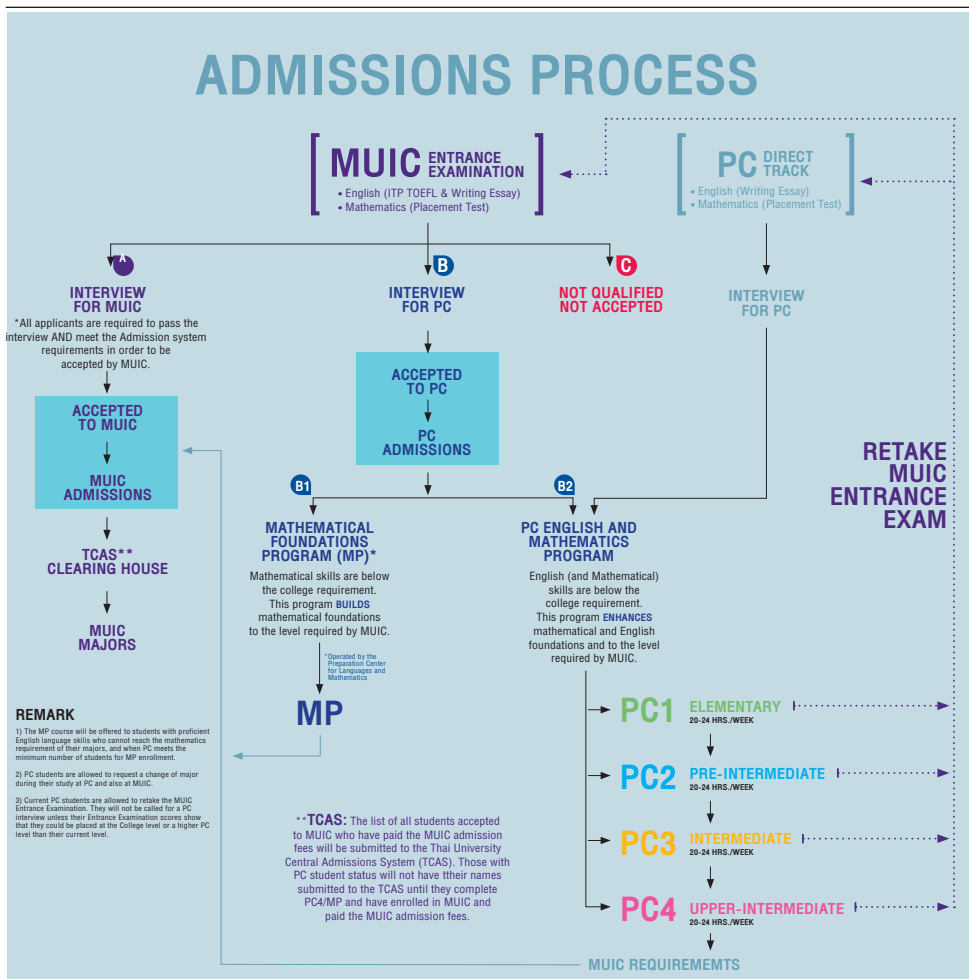 ADMISSIONS PROCESS
MUIC ENTRANCE
EXAMINATION
• English (ITP TOEFL & Writing Essay)
• Mathematics (Placement Test)
PC DIRECT
TRACK
• English (Writing Essay)
• Mathematics (Placement Test)
A
INTERVIEW
FOR MUIC
*All applicants are required to pass the
interview AND meet the Admission system
requirements in order to be
accepted by MUIC.
ACCEPTED
TO MUIC
MUIC
ADMISSIONS
TCAS**
CLEARING HOUSE
MUIC
MAJORS
B
INTERVIEW
FOR PC
ACCEPTED
TO PC
PC
ADMISSIONS
C
NOT QUALIFIED
NOT ACCEPTED
INTERVIEW
FOR PC
RETAKE
MUIC
ENTRANCE
EXAM
B1
MATHEMATICAL
FOUNDATIONS
PROGRAM (MP)*
Mathematical skills are below
the college requirement.
This program BUILDS
mathematical foundations
to the level required by MUIC.
*Operated by the
Preparation Center
for Languages and
Mathematics
MP
B2
PC ENGLISH AND
MATHEMATICS
PROGRAM
English (and Mathematical)
skills are below the
college requirement.
This program ENHANCES
mathematical and English
foundations and to the level
required by MUIC.
PC1 ELEMENTARY
20-24 HRS./WEEK
PC2 PRE-INTERMEDIATE
20-24 HRS./WEEK
PC3 INTERMEDIATE
20-24 HRS./WEEK
PC4 UPPER-INTERMEDIATE
20-24 HRS./WEEK
MUIC REQUIREMEMTS
REMARK
1) The MP course will be offered to students with proficient
English language skills who cannot reach the mathematics
requirement of their majors, and when PC meets the
minimum number of students for MP enrollment.
2) PC students are allowed to request a change of major
during their study at PC and also at MUIC.
3) Current PC students are allowed to retake the MUIC
Entrance Examination. They will not be called for a PC
interview unless their Entrance Examination scores show
that they could be placed at the College level or a higher PC
level than their current level.
**TCAS: The list of all students accepted
to MUIC who have paid the MUIC admission
fees will be submitted to the Thai University
Central Admissions System (TCAS). Those with
PC student status will not have ttheir names
submitted to the TCAS until they complete
PC4/MP and have enrolled in MUIC and
paid the MUIC admission fees.